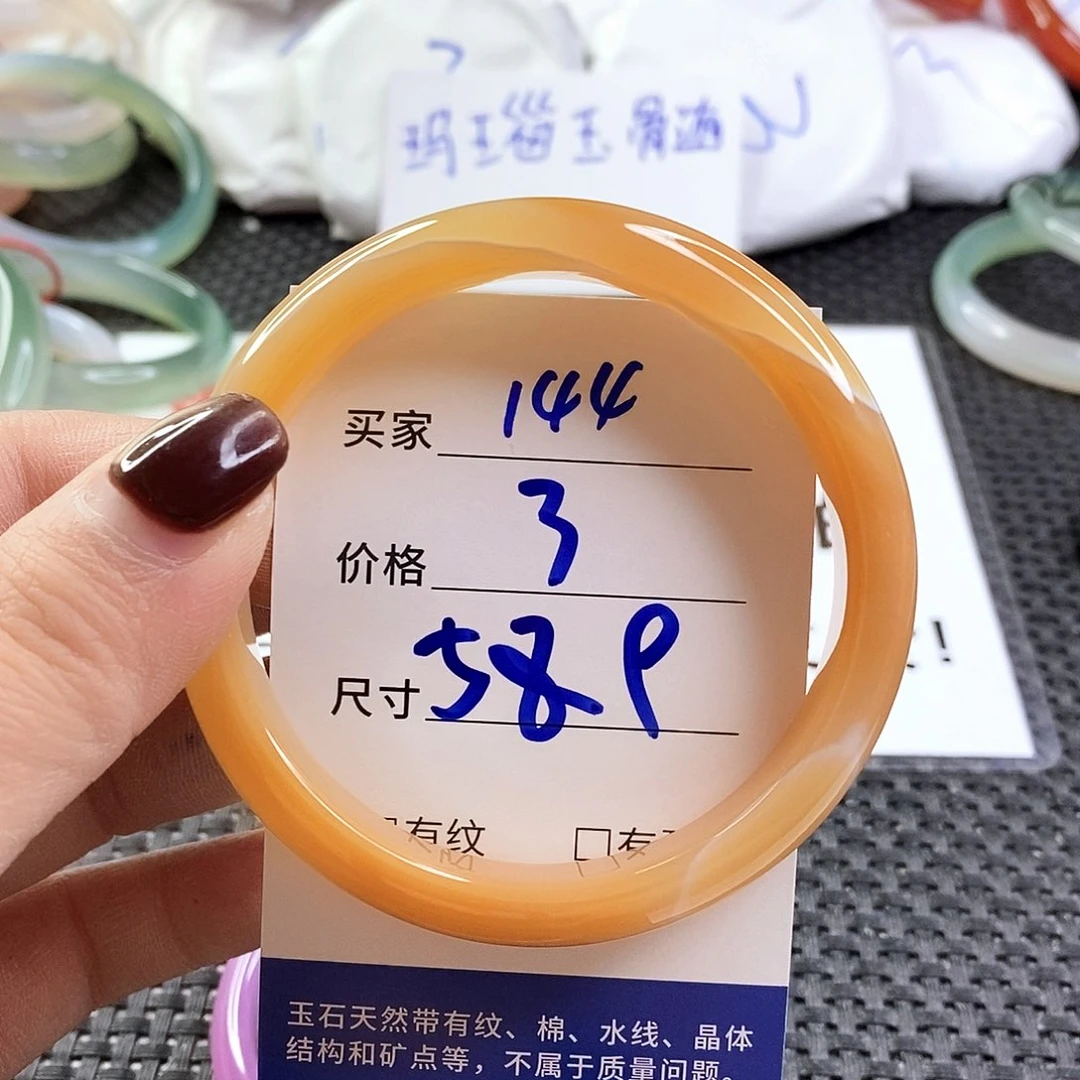 玛瑙玉髓
买家 144
价格 3
尺寸 58 9
有纹 □有
玉石天然带有纹、棉、水线、晶体
结构和矿点等，不属于质量问题。